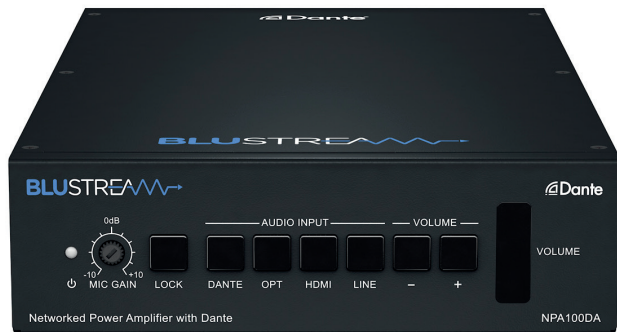 Dante
BLUSTREAM
BLUSTREAM
Dante
0dB
AUDIO INPUT
VOLUME
VOLUME
-10
+10
MIC GAIN
LOCK
DANTE
OPT
HDMI
LINE
−
+
Networked Power Amplifier with Dante
NPA100DA